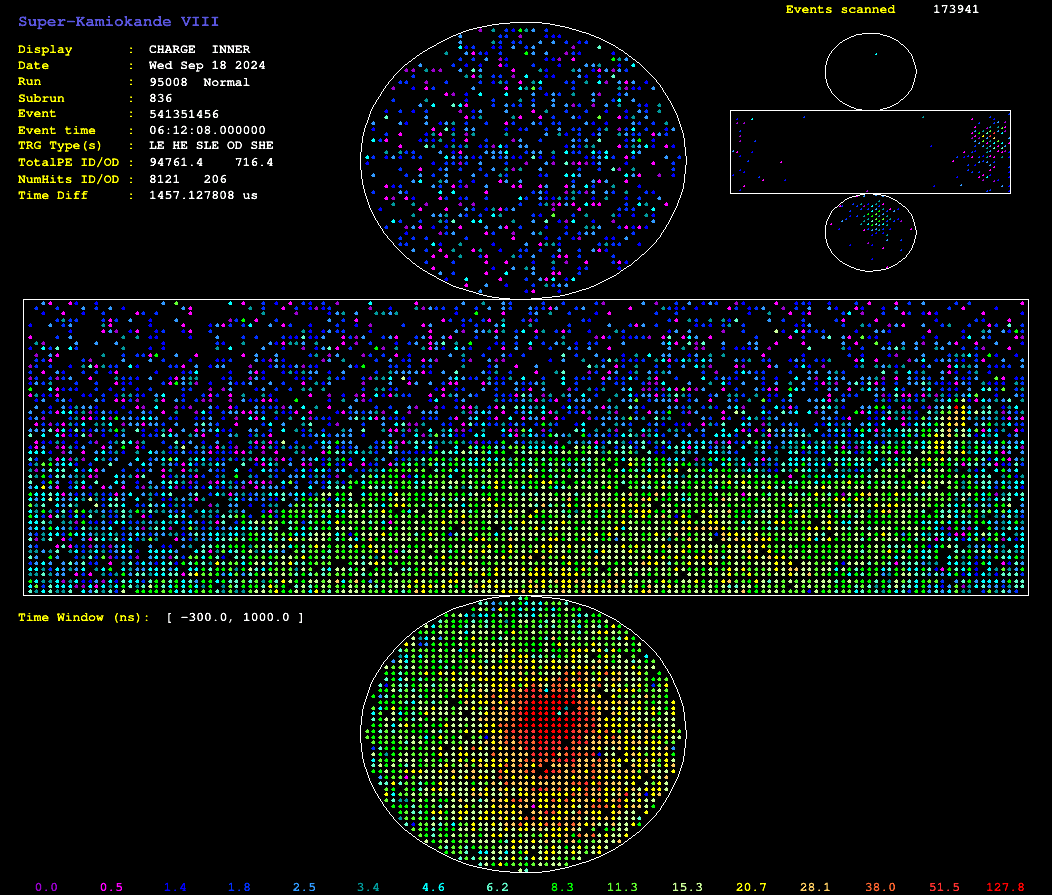 Super-Kamiokande VIII
Events scanned 173941
Display : CHARGE INNER
Date : Wed Sep 18 2024
Run : 95008 Normal
Subrun : 836
Event : 541351456
Event time : 06:12:08.000000
TRG Type(s) : LE HE SLE OD SHE
TotalPE ID/OD : 94761.4 716.4
NumHits ID/OD : 8121 206
Time Diff : 1457.127808 us
Time Window (ns): [ -300.0, 1000.0 ]
0.0 0.5 1.4 1.8 2.5 3.4 4.6 6.2 8.3 11.3 15.3 20.7 28.1 38.0 51.5 127.8